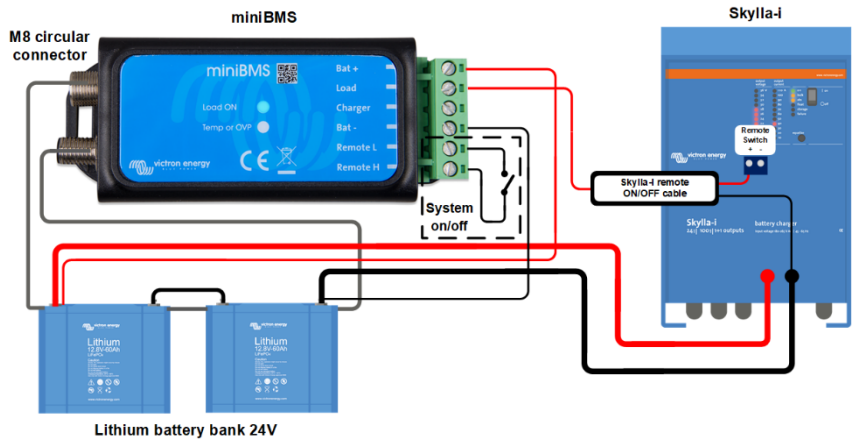 miniBMS
Skylla-i
M8 circular
connector
miniBMS
Bat +
Load
Charger
Bat -
Remote L
Remote H
Load ON
Temp or OVP
victron energy
CE
Remote
Switch
+ -
victron energy
Skylla-i remote
ON/OFF cable
System
on/off
Skylla-i
battery charger
victron energy
Lithium
12,8V-60Ah
LiFePO4
victron energy
Lithium
12,8V-60Ah
LiFePO4
Lithium battery bank 24V